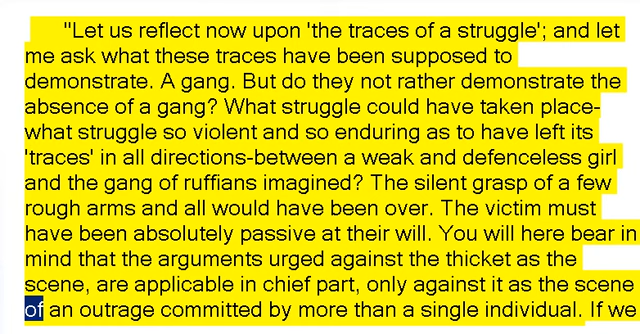 "Let us reflect now upon 'the traces of a struggle'; and let
me ask what these traces have been supposed to
demonstrate. A gang. But do they not rather demonstrate the
absence of a gang? What struggle could have taken place-
what struggle so violent and so enduring as to have left its
'traces' in all directions-between a weak and defenceless girl
and the gang of ruffians imagined? The silent grasp of a few
rough arms and all would have been over. The victim must
have been absolutely passive at their will. You will here bear in
mind that the arguments urged against the thicket as the
scene, are applicable in chief part, only against it as the scene
of an outrage committed by more than a single individual. If we